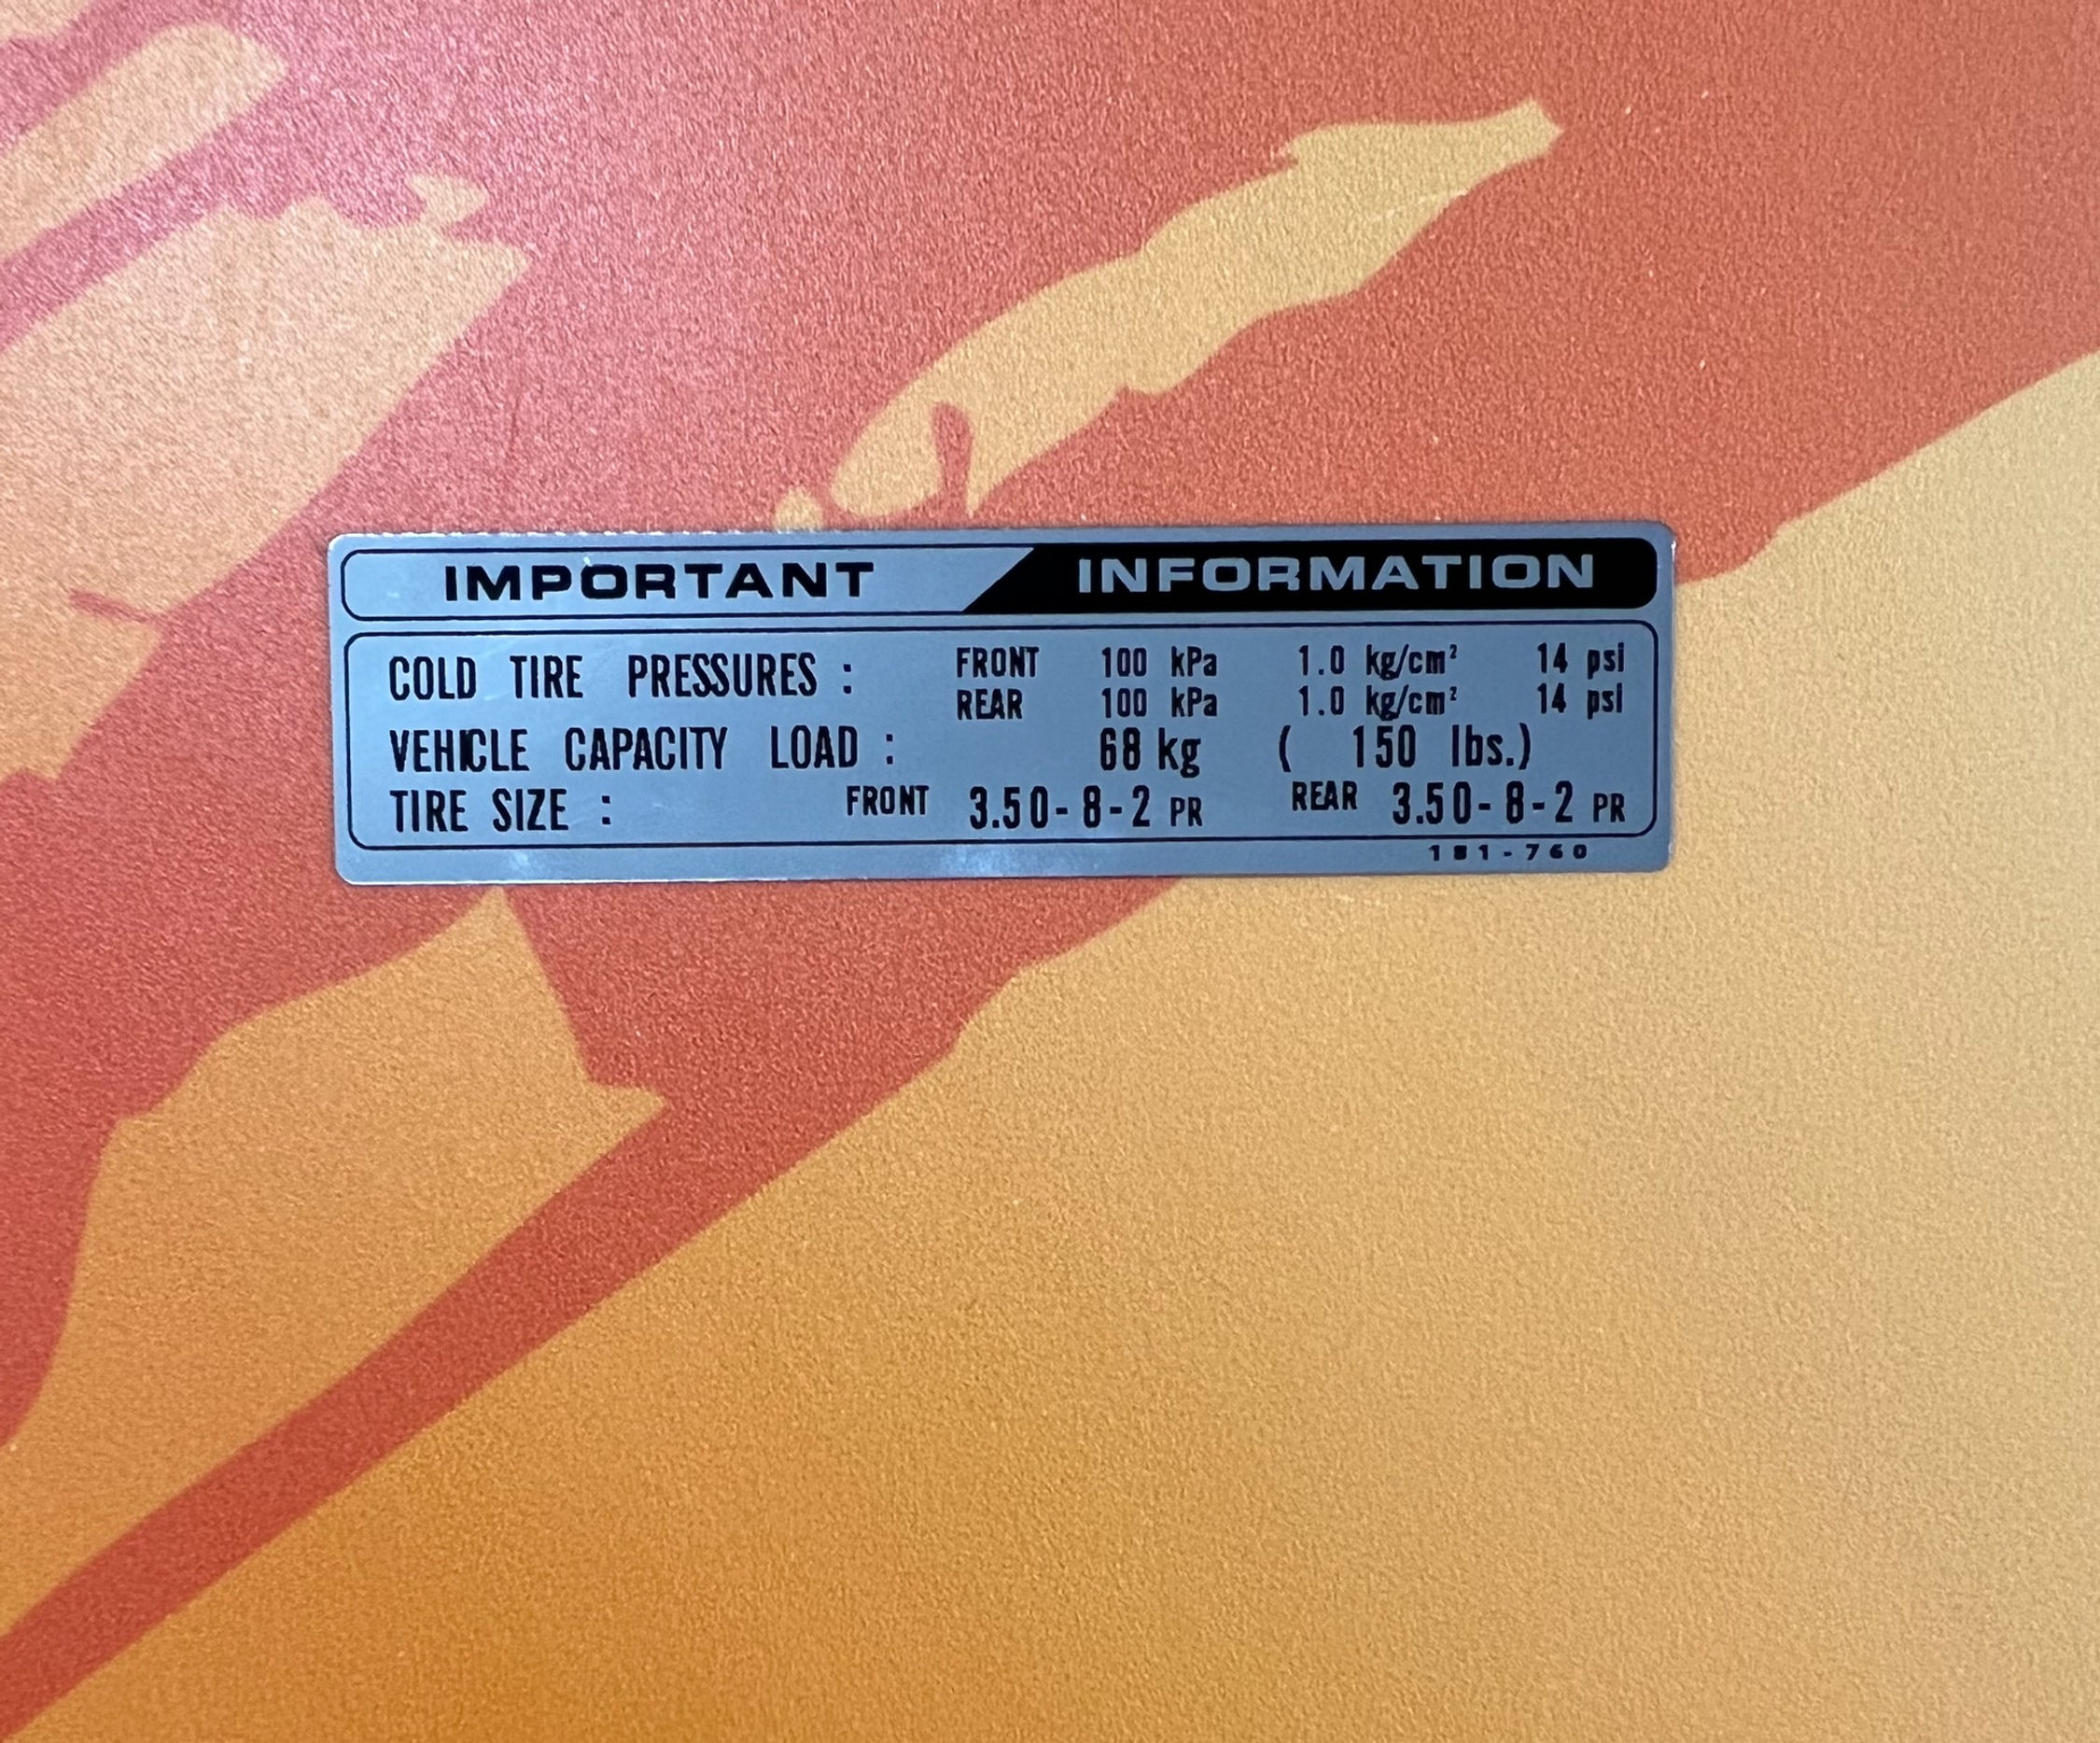 IMPORTANT INFORMATION
COLD TIRE PRESSURES : FRONT 100 kPa 1.0 kg/cm² 14 psi
REAR 100 kPa 1.0 kg/cm² 14 psi
VEHICLE CAPACITY LOAD : 68 kg ( 150 lbs.)
TIRE SIZE : FRONT 3.50-8-2 PR REAR 3.50-8-2 PR